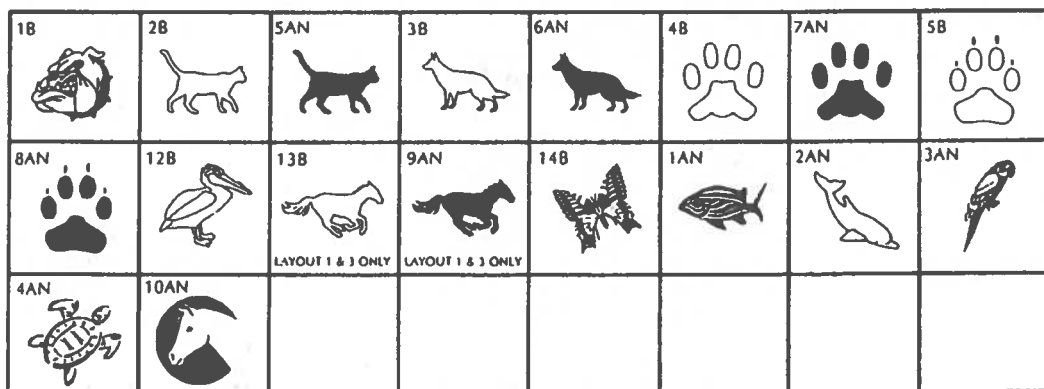 1B 2B 5AN 3B 6AN 4B 7AN 5B
8AN 12B 13B 9AN 14B 1AN 2AN 3AN
LAYOUT 1 & 3 ONLY LAYOUT 1 & 3 ONLY
4AN 10AN